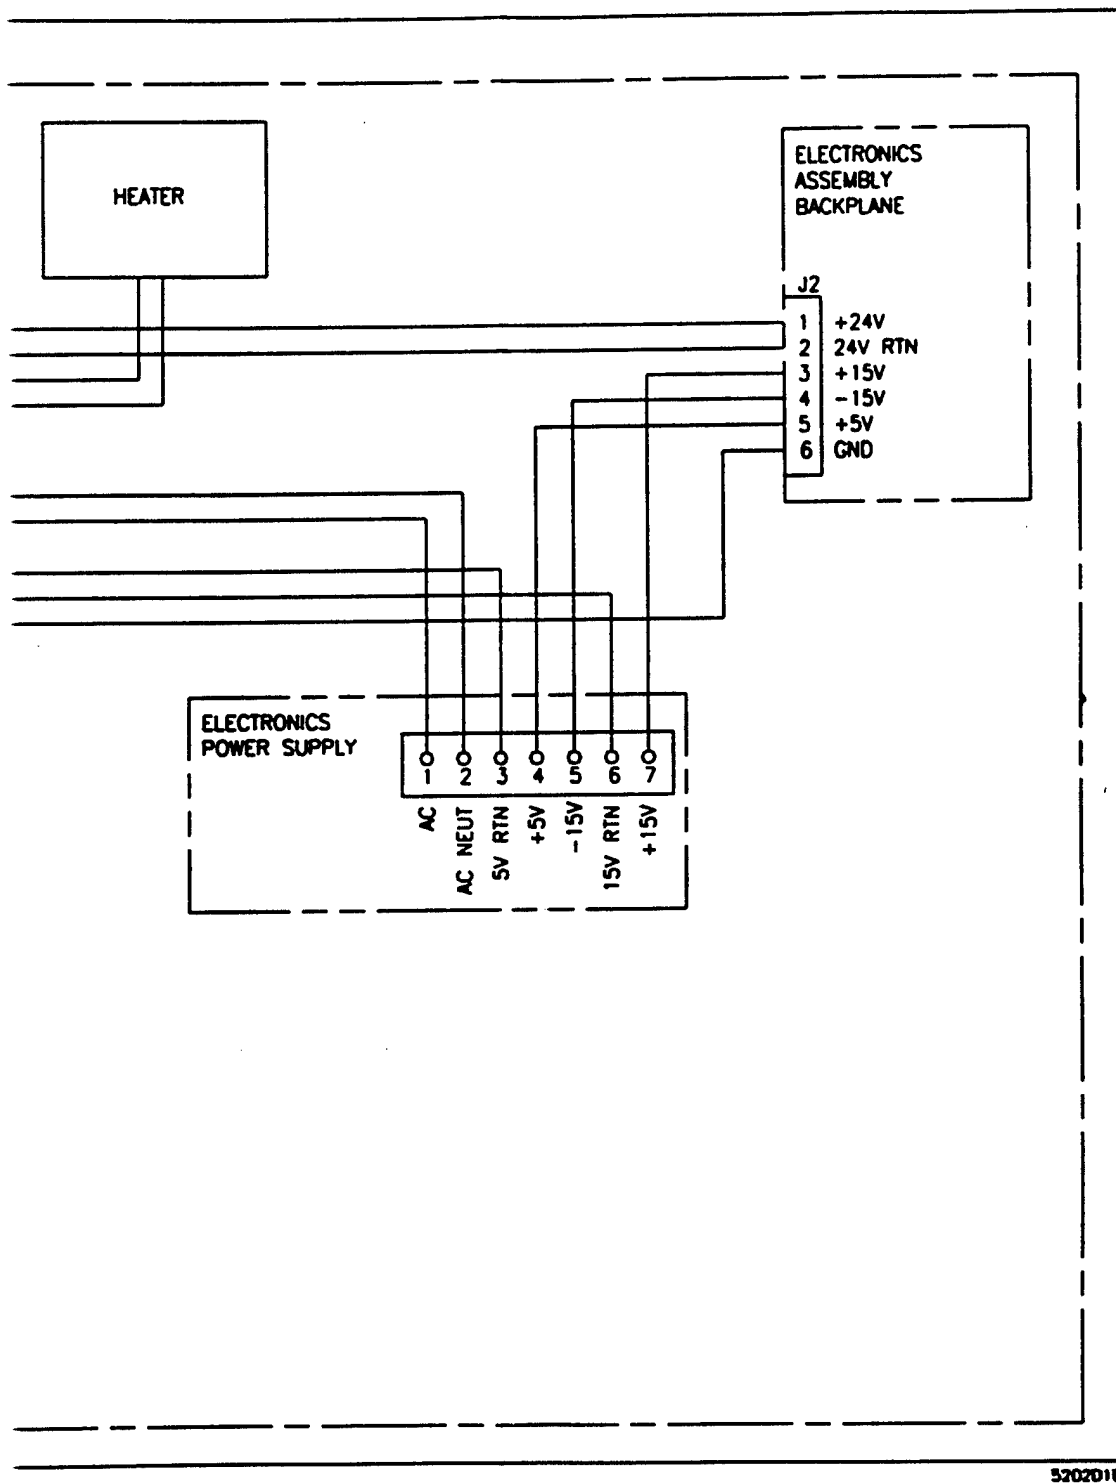 HEATER
ELECTRONICS
ASSEMBLY
BACKPLANE
J2
1 +24V
2 24V RTN
3 +15V
4 -15V
5 +5V
6 GND
ELECTRONICS
POWER SUPPLY
1 2 3 4 5 6 7
AC
AC NEUT
5V RTN
+5V
-15V
15V RTN
+15V